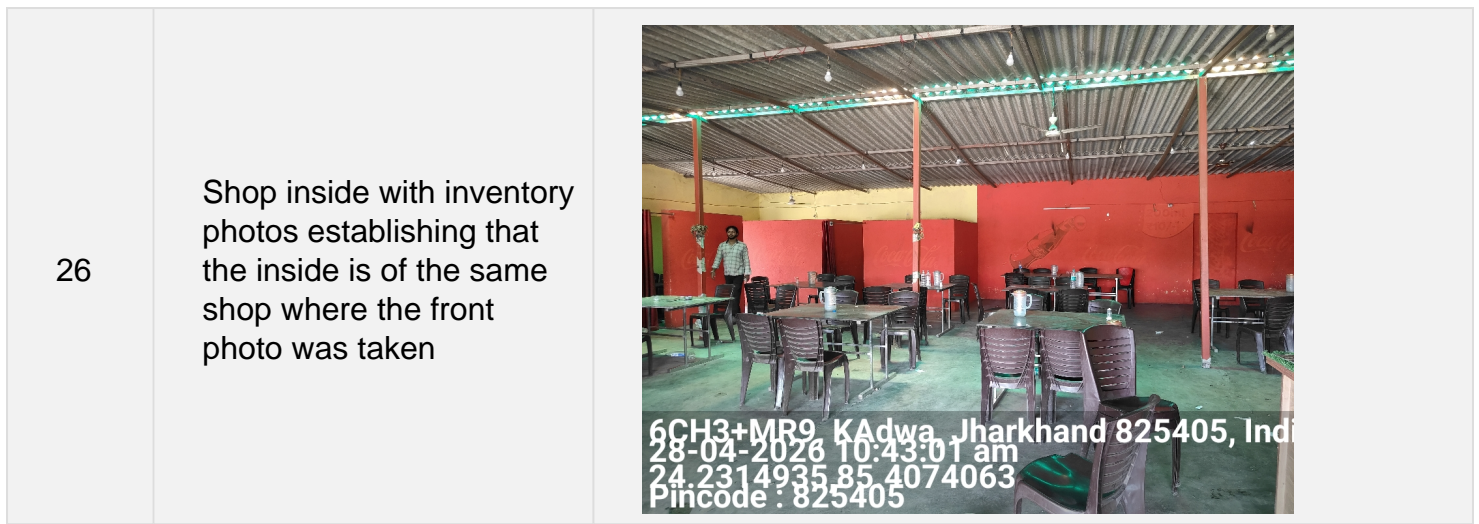 26
Shop inside with inventory
photos establishing that
the inside is of the same
shop where the front
photo was taken
6CH3+MR9, KAdwa, Jharkhand 825405, Indi
28-04-2026 10:43:01 am
24.2314935,85.4074063
Pincode : 825405